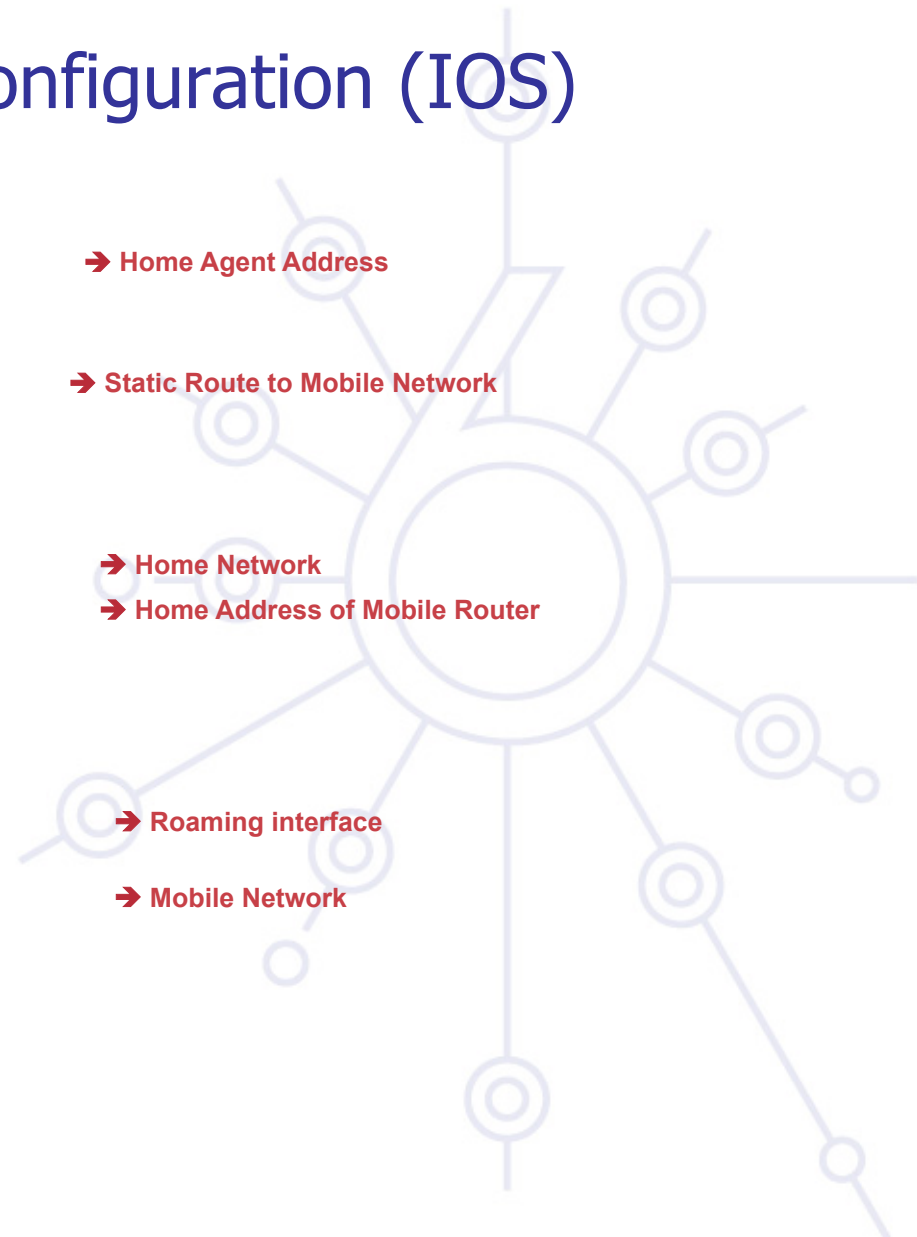 onfiguration (IOS)
➔ Home Agent Address
➔ Static Route to Mobile Network
➔ Home Network
➔ Home Address of Mobile Router
➔ Roaming interface
➔ Mobile Network